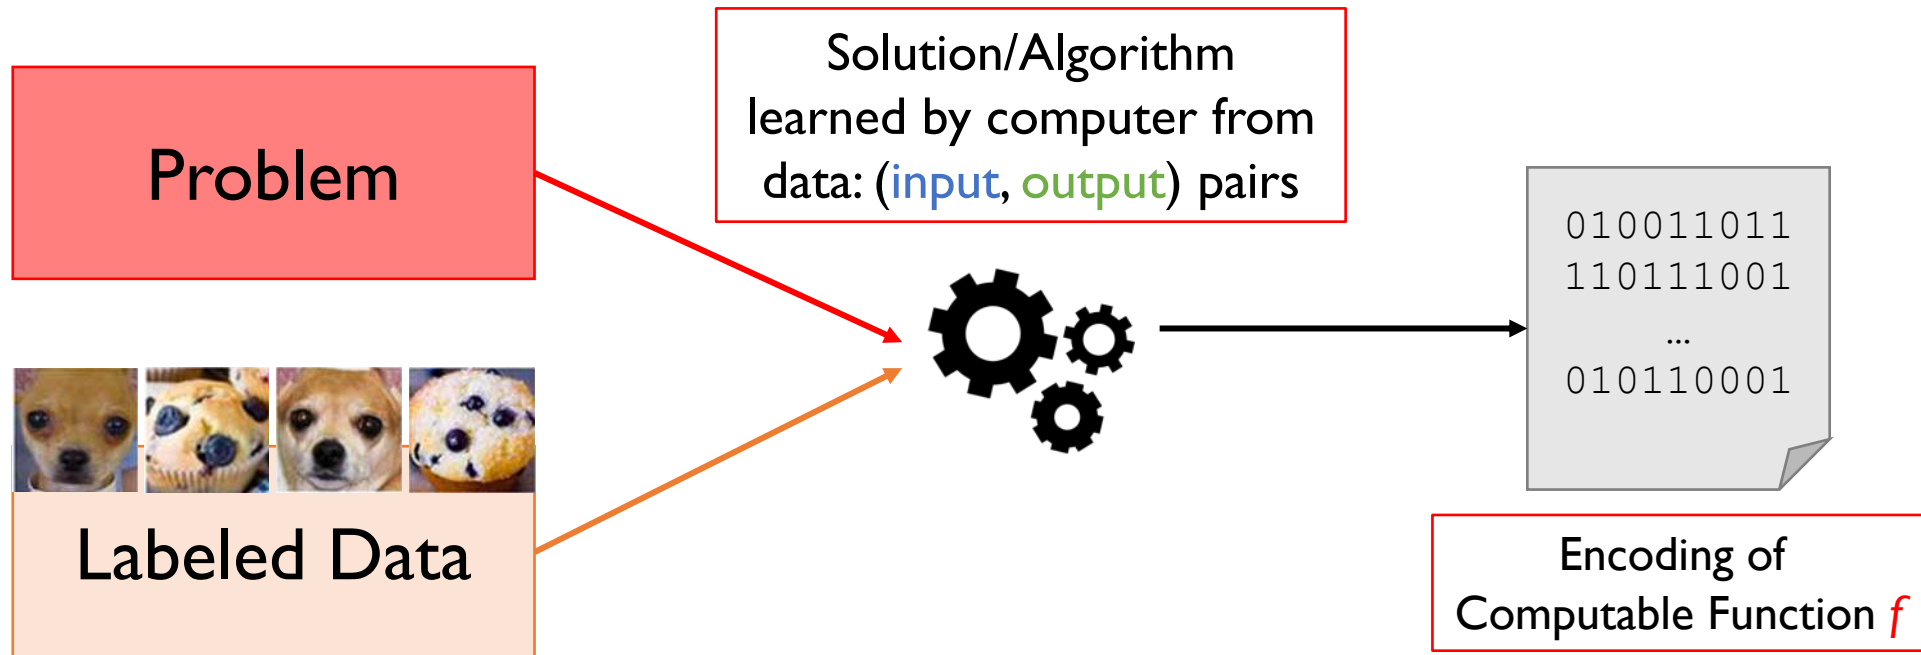 Problem
Solution/Algorithm
learned by computer from
data: (input, output) pairs
Labeled Data
010011011
110111001
...
010110001
Encoding of
Computable Function f